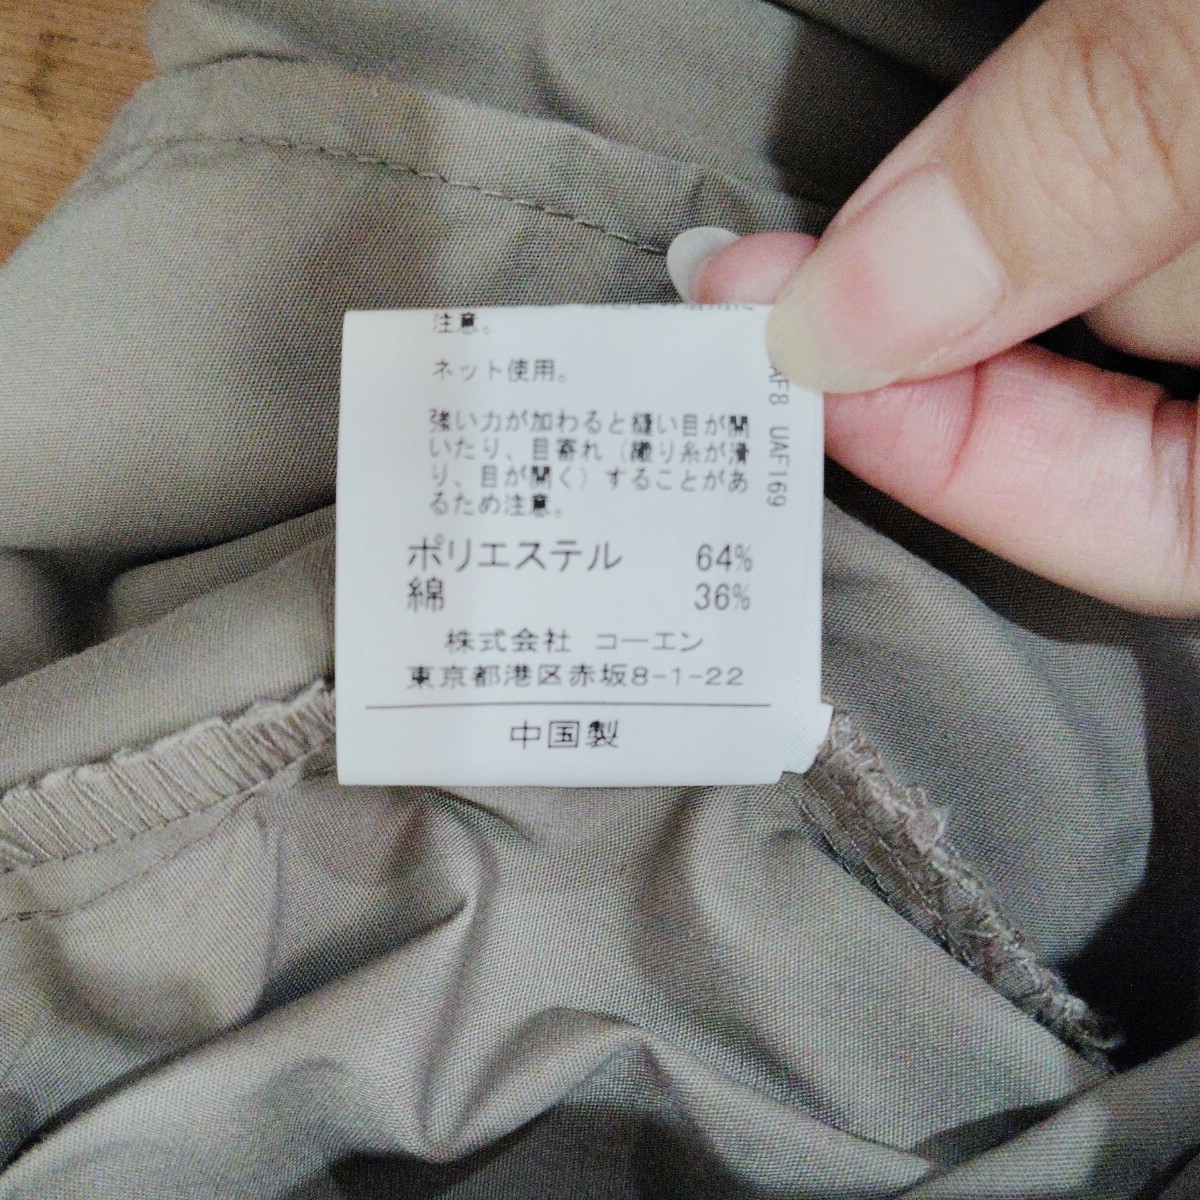 注意。
ネット使用。
強い力が加わると縫い目が開
いたり、目寄れ（織り糸が滑
り、目が開く）することがあ
るため注意。
ポリエステル 64%
綿 36%
株式会社 コーエン
東京都港区赤坂8-1-22
中国製
AF8 UAF169